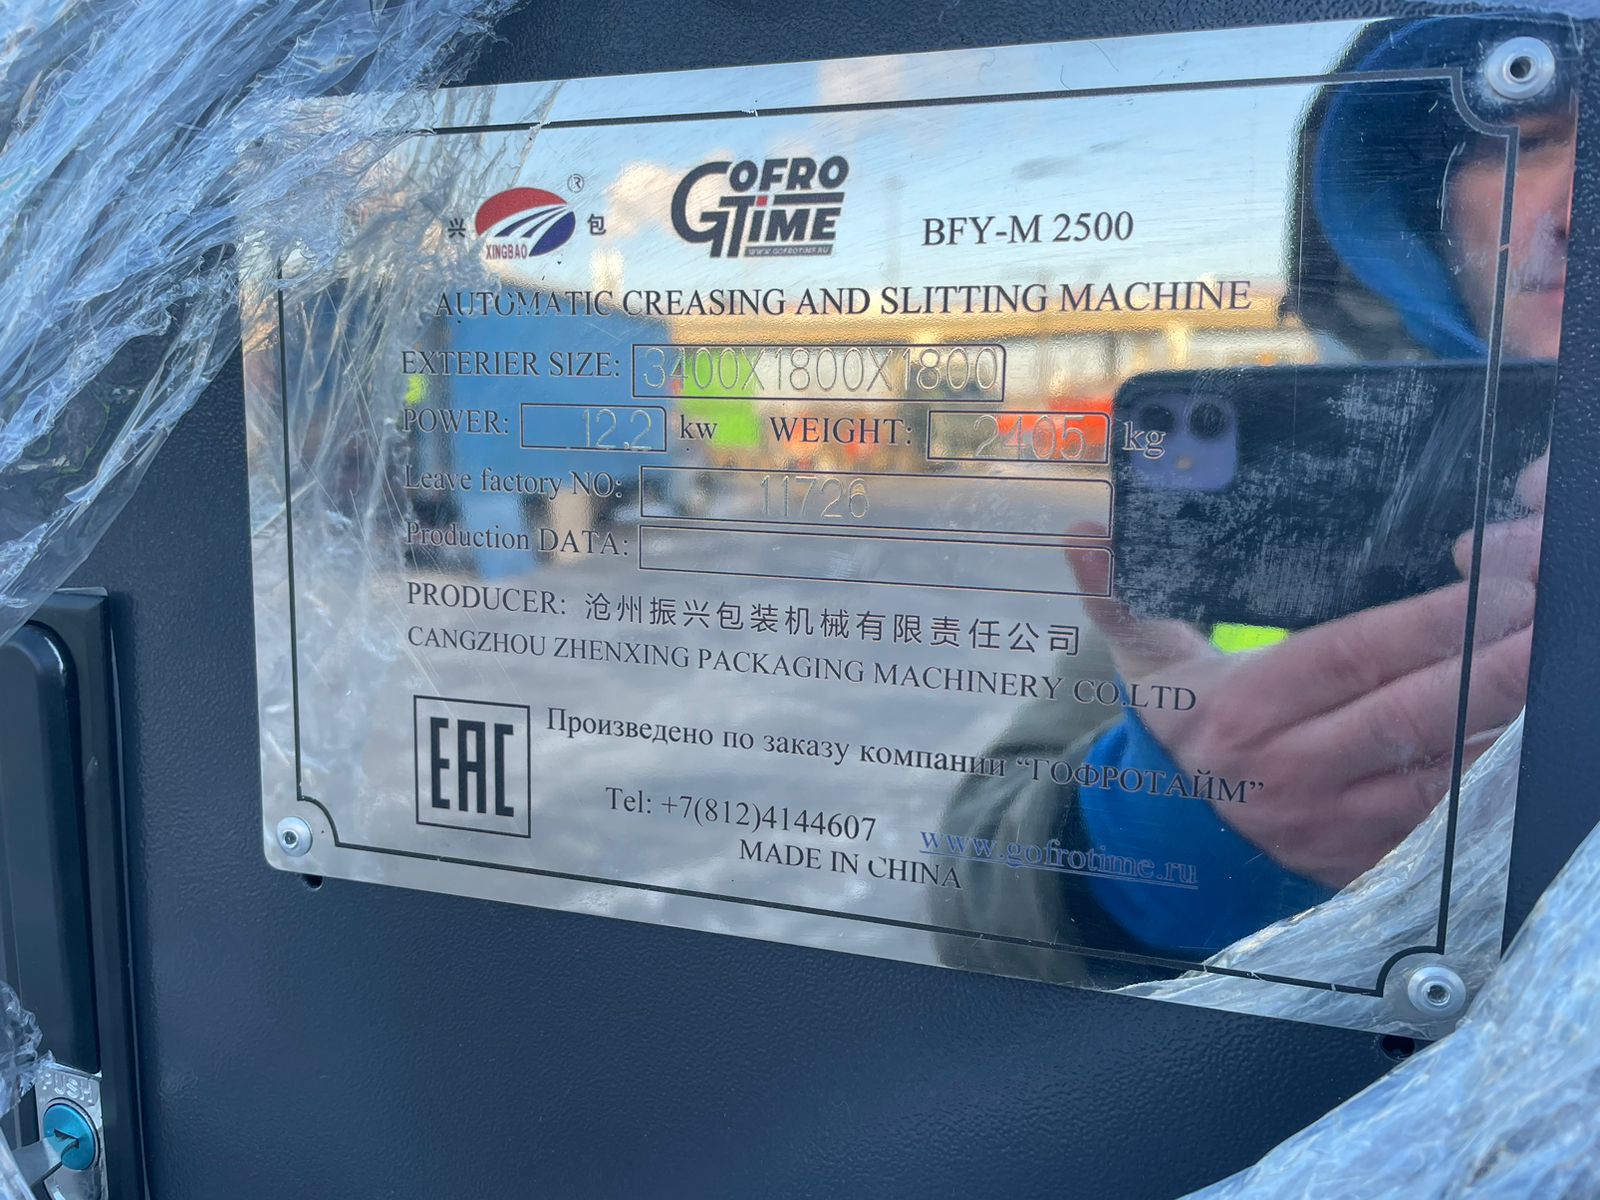 兴 XINGBAO ® 包
GOFRO TIME
WWW.GOFROTIME.RU
BFY-M 2500
AUTOMATIC CREASING AND SLITTING MACHINE
EXTERIER SIZE: 3400X1800X1800
POWER: 12.2 kw WEIGHT: 2405 kg
Leave factory NO: 11726
Production DATA:
PRODUCER: 沧州振兴包装机械有限责任公司
CANGZHOU ZHENXING PACKAGING MACHINERY CO.LTD
EAC
Произведено по заказу компании “ГОФРОТАЙМ”
Tel: +7(812)4144607
www.gofrotime.ru
MADE IN CHINA
PUSH